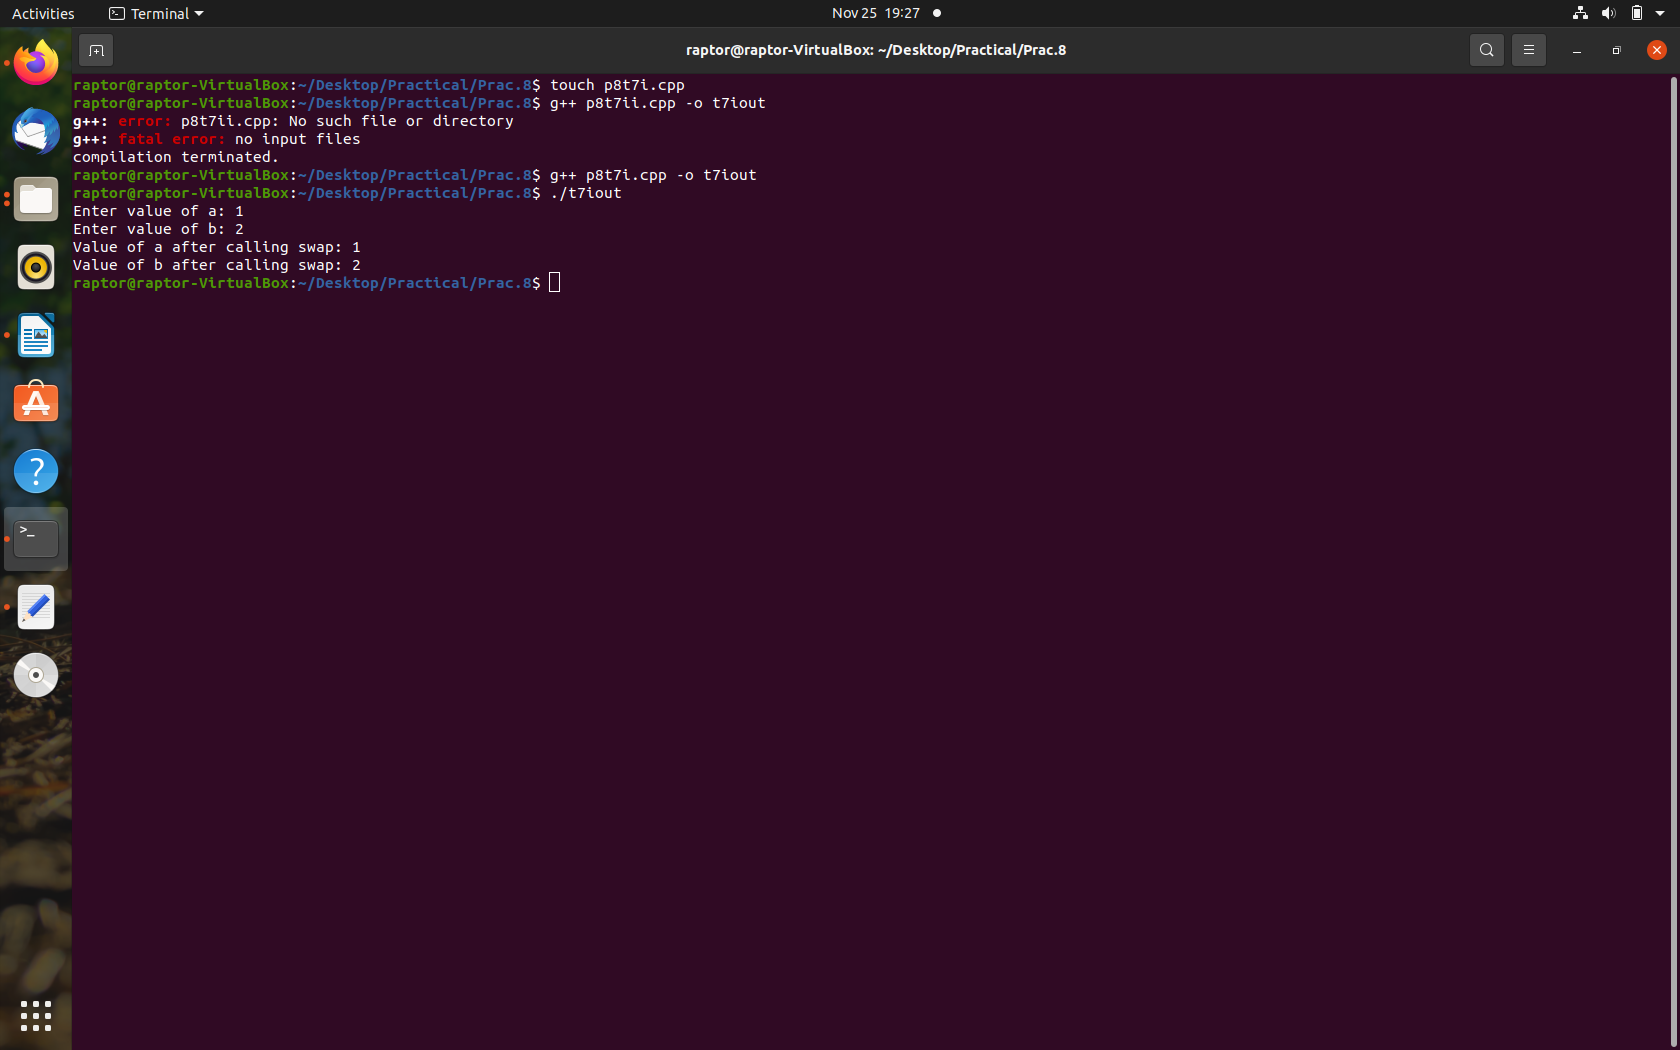 Activities Terminal Nov 25 19:27
raptor@raptor-VirtualBox: ~/Desktop/Practical/Prac.8
raptor@raptor-VirtualBox:~/Desktop/Practical/Prac.8$ touch p8t7i.cpp
raptor@raptor-VirtualBox:~/Desktop/Practical/Prac.8$ g++ p8t7ii.cpp -o t7iout
g++: error: p8t7ii.cpp: No such file or directory
g++: fatal error: no input files
compilation terminated.
raptor@raptor-VirtualBox:~/Desktop/Practical/Prac.8$ g++ p8t7i.cpp -o t7iout
raptor@raptor-VirtualBox:~/Desktop/Practical/Prac.8$ ./t7iout
Enter value of a: 1
Enter value of b: 2
Value of a after calling swap: 1
Value of b after calling swap: 2
raptor@raptor-VirtualBox:~/Desktop/Practical/Prac.8$